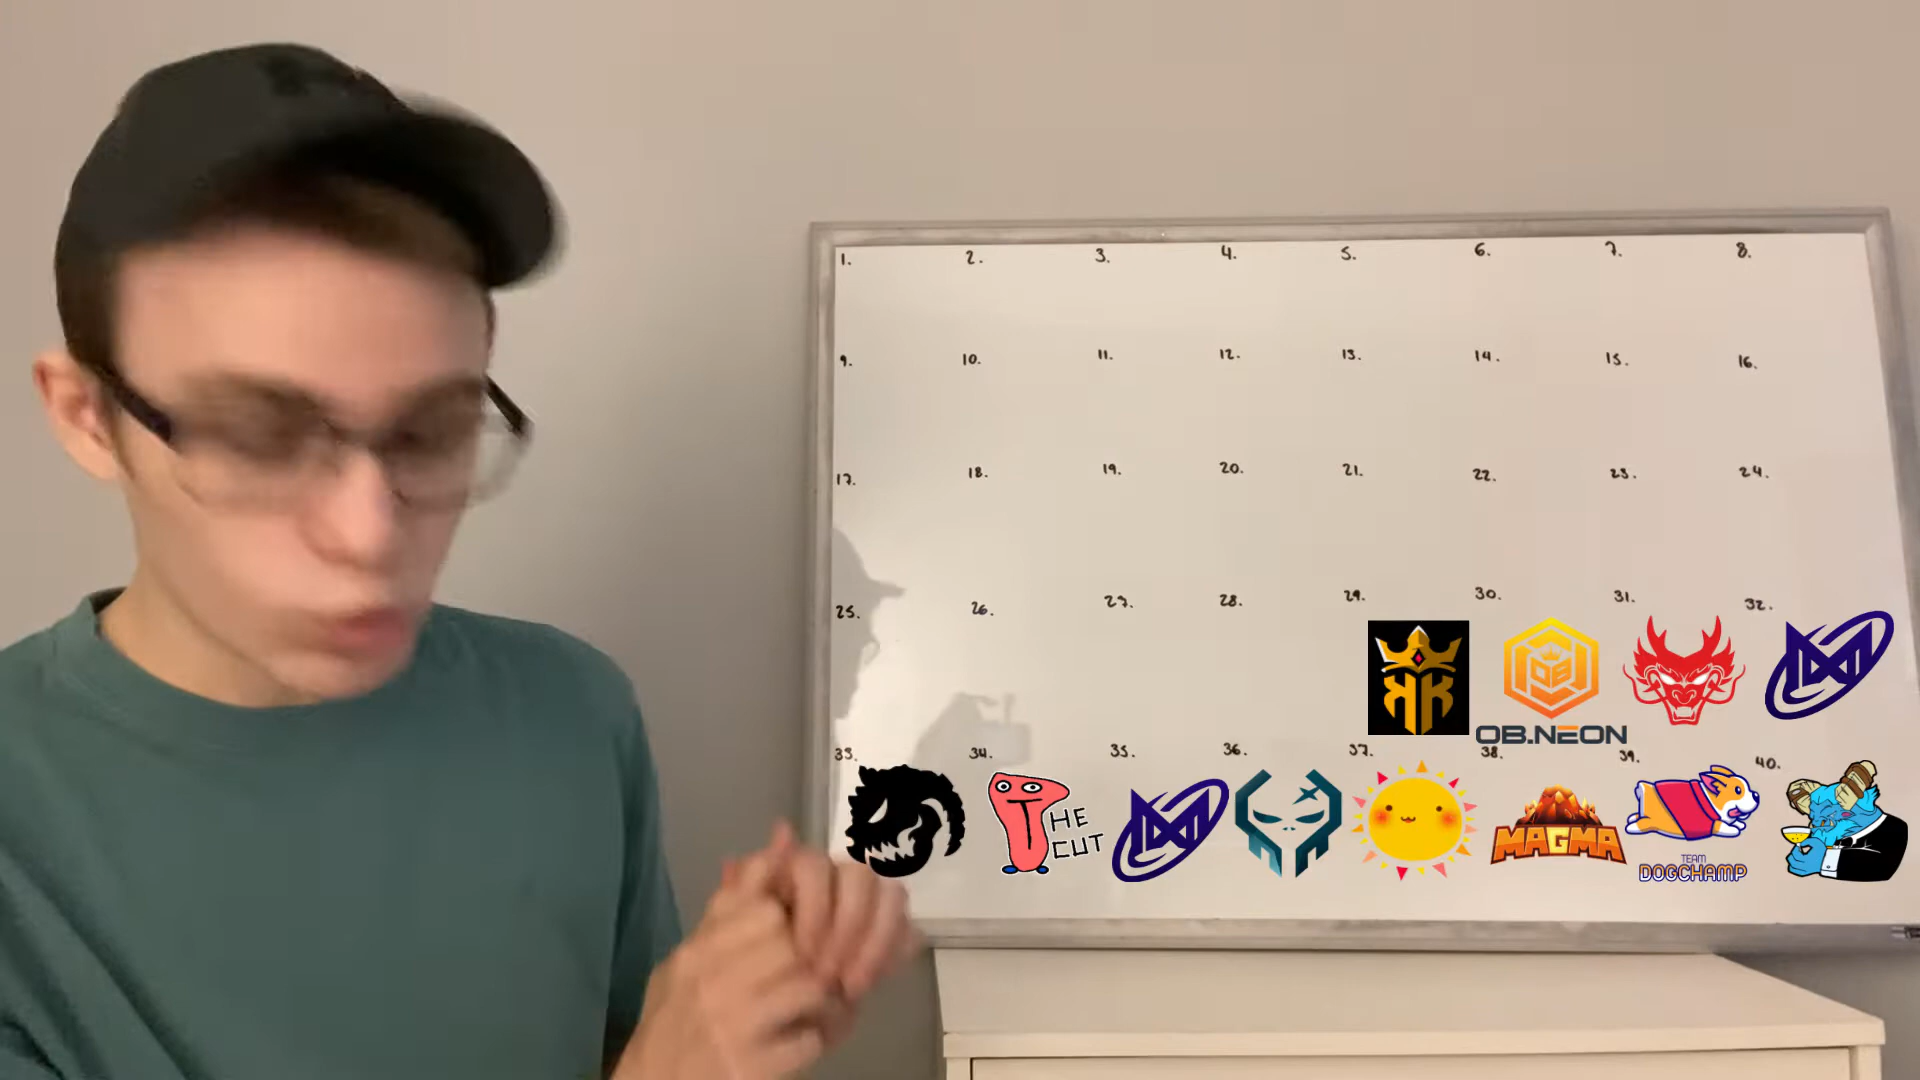 1. 2. 3. 4. 5. 6. 7. 8.
9. 10. 11. 12. 13. 14. 15. 16.
17. 18. 19. 20. 21. 22. 23. 24.
25. 26. 27. 28. 29. 30. 31. 32.
KK
OB
OB.NEON
33. 34. 35. 36. 37. 38. 39. 40.
THE
CUT
MAGMA
TEAM
DOGCHAMP